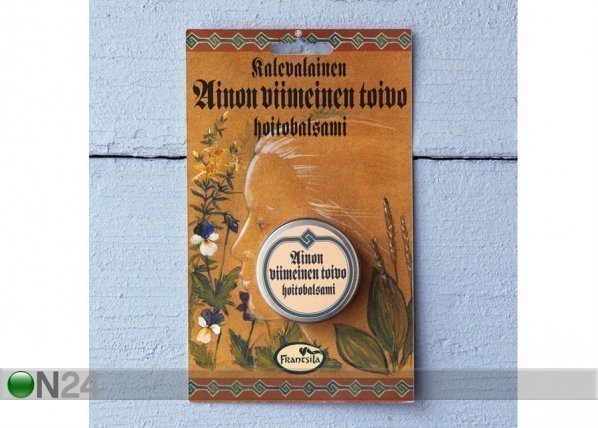 Kalevalainen
Ainon viimeinen toivo
hoitobalsami
Ainon
viimeinen toivo
hoitobalsami
Frantsila
ON24